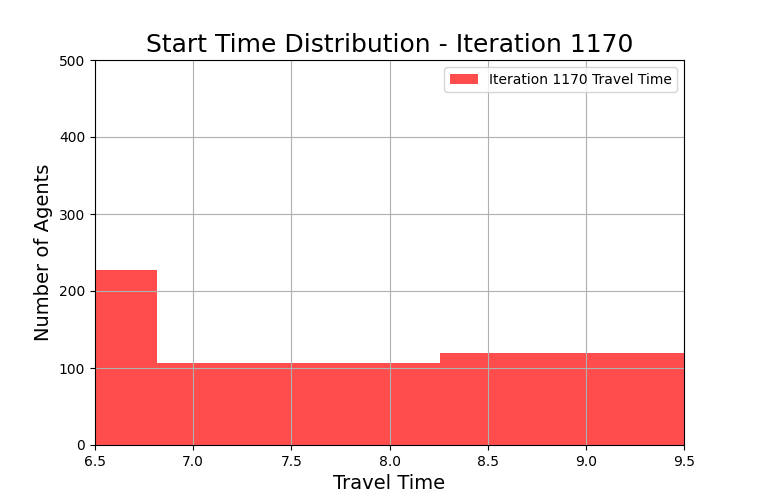 Start Time Distribution - Iteration 1170
Iteration 1170 Travel Time
Number of Agents
500
400
300
200
100
0
6.5 7.0 7.5 8.0 8.5 9.0 9.5
Travel Time